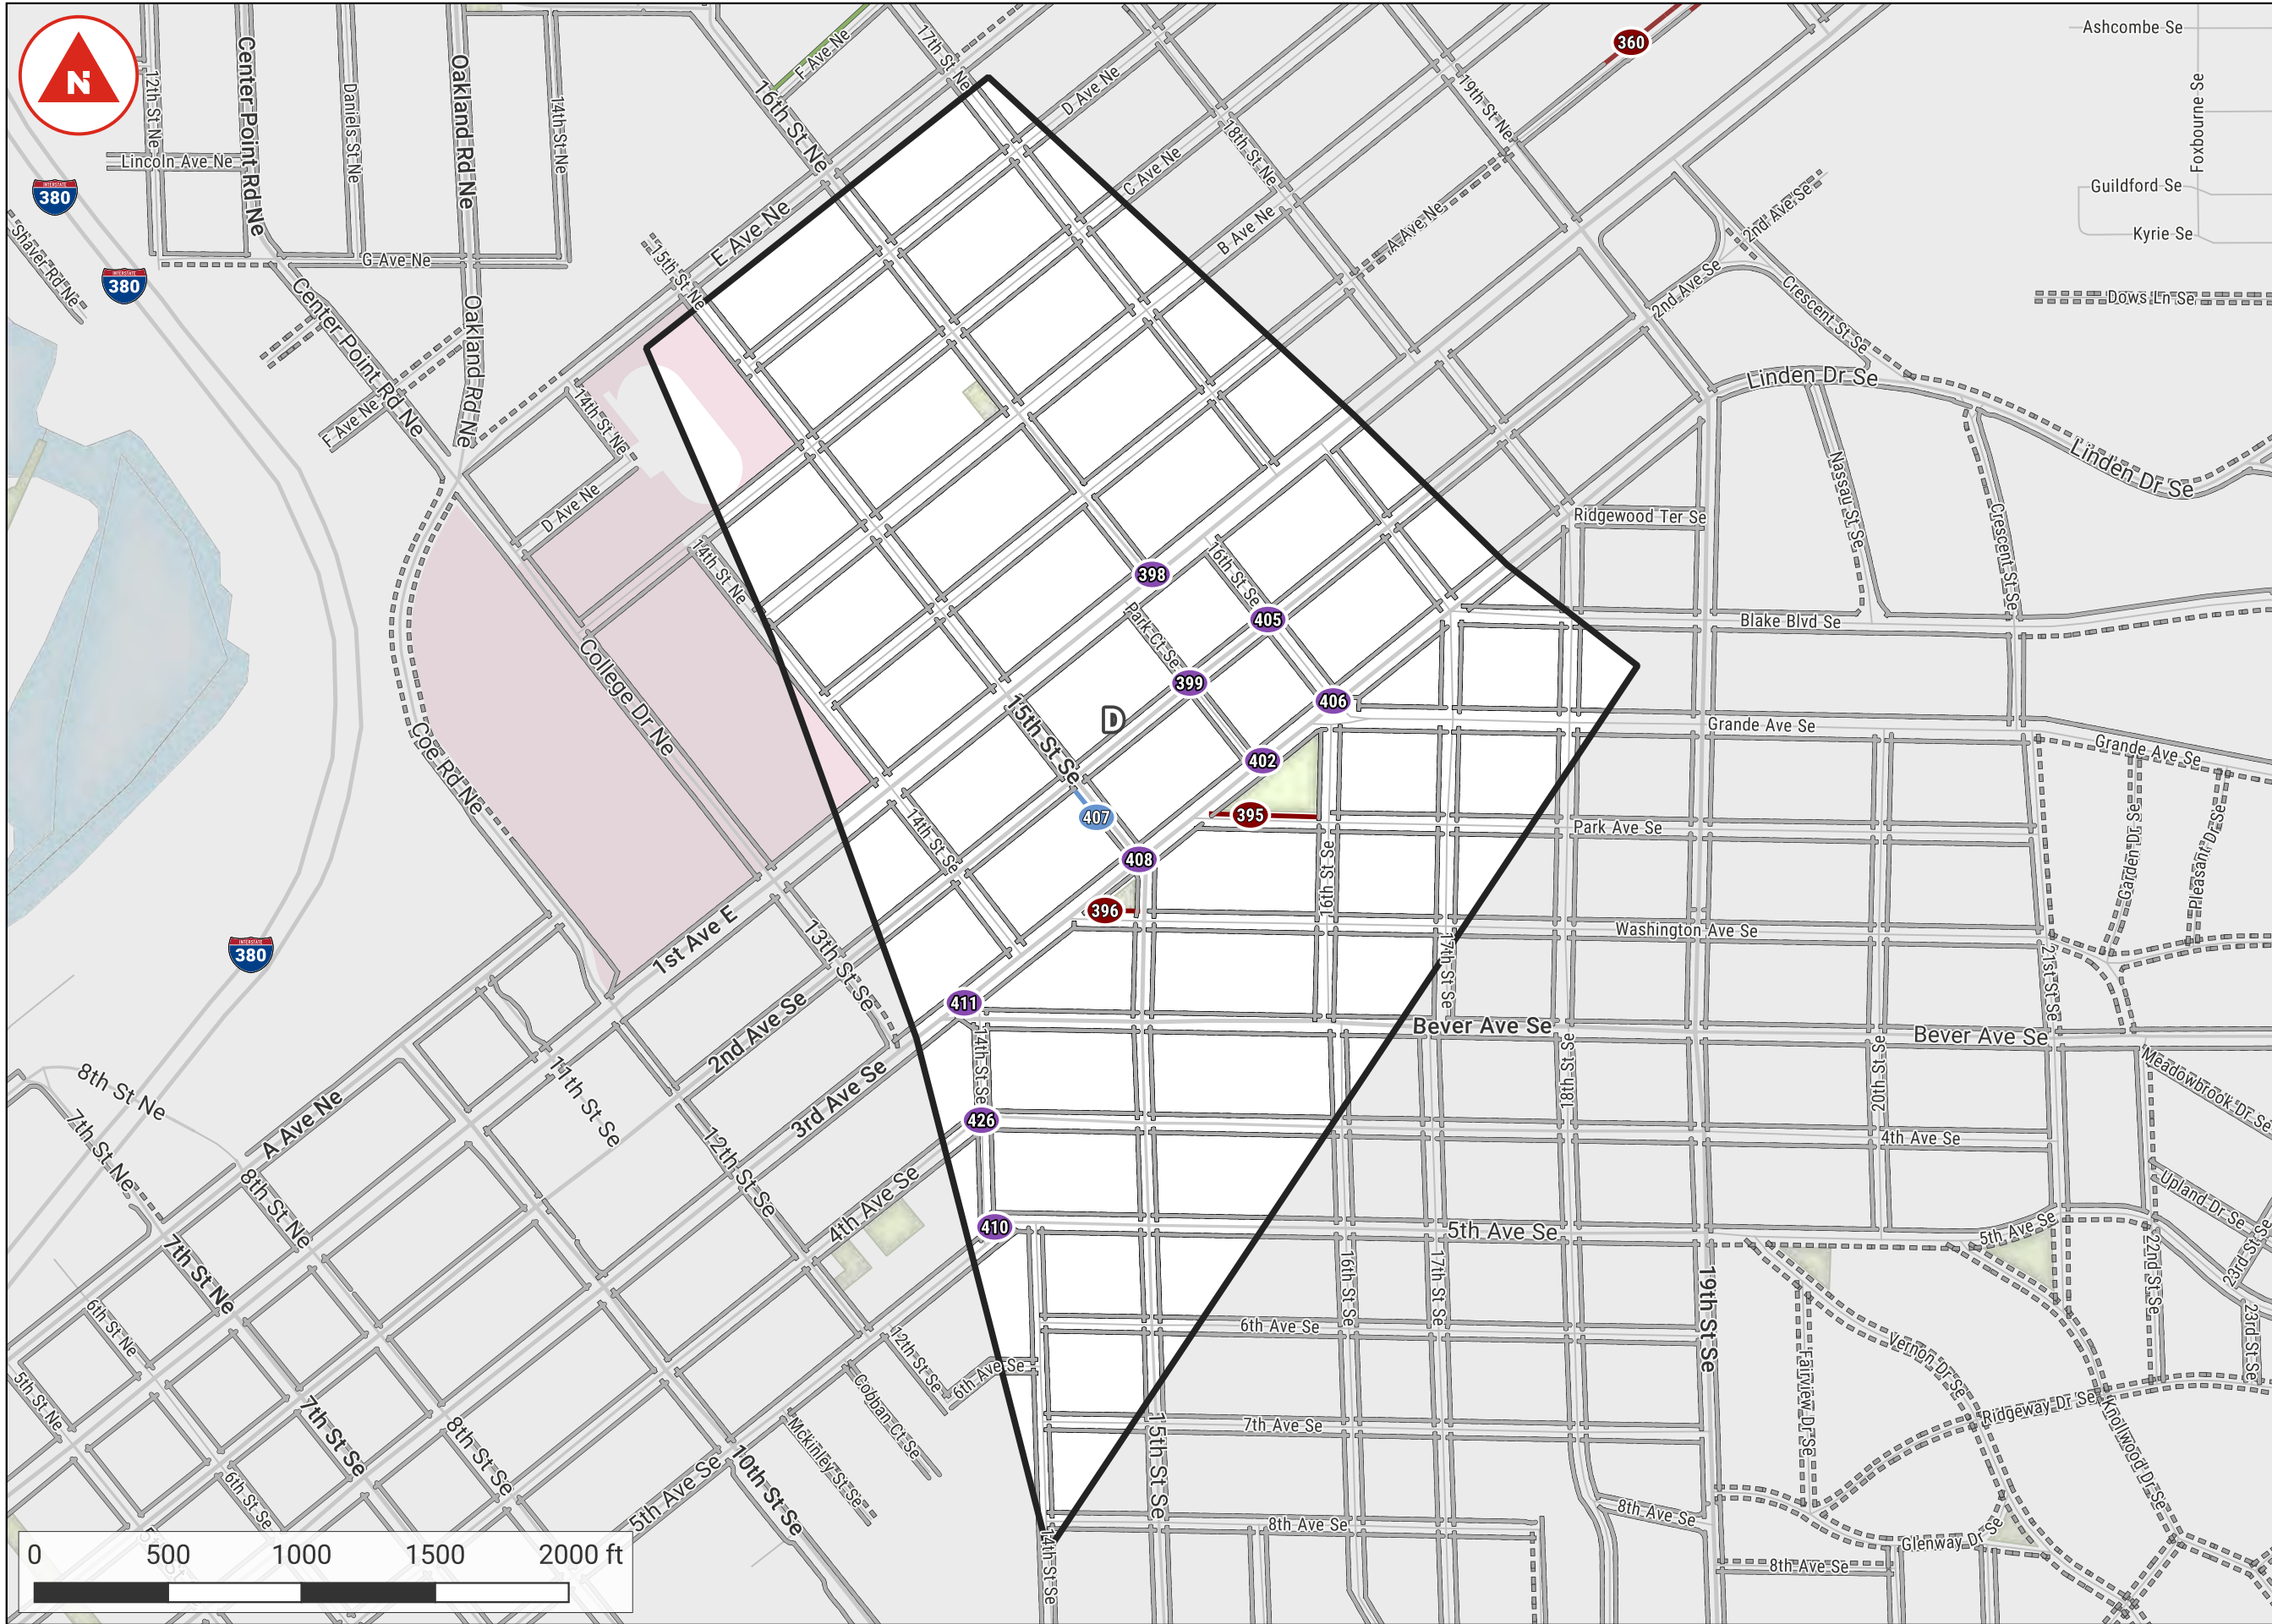 N
INTERSTATE
380
INTERSTATE
380
INTERSTATE
380
12th St Ne
Center Point Rd Ne
Daniels St Ne
Oakland Rd Ne
14th St Ne
Lincoln Ave Ne
Shaver Rd Ne
G Ave Ne
Center Point Rd Ne
Oakland Rd Ne
F Ave Ne
F Ave Ne
17th St Ne
16th St Ne
15th St Ne
E Ave Ne
D Ave Ne
C Ave Ne
B Ave Ne
A Ave Ne
18th St Ne
19th St Ne
360
Ashcombe Se
Foxbourne Se
Guildford Se
Kyrie Se
Dows Ln Se
2nd Ave Se
2nd Ave Se
Crescent St Se
Linden Dr Se
Linden Dr Se
Nassau St Se
Crescent St Se
Ridgewood Ter Se
Blake Blvd Se
Grande Ave Se
Grande Ave Se
Garden Dr Se
Pleasant Dr Se
Park Ave Se
Washington Ave Se
14th St Ne
D Ave Ne
14th St Ne
College Dr Ne
Coe Rd Ne
398
16th St Se
405
Park Ct Se
399
406
15th St Se
D
402
407
395
408
396
14th St Se
16th St Se
17th St Se
411
14th St Se
Bever Ave Se
Bever Ave Se
21st St Se
426
410
1st Ave E
13th St Se
2nd Ave Se
3rd Ave Se
4th Ave Se
11th St Se
12th St Se
8th St Ne
7th St Ne
A Ave Ne
8th St Ne
7th St Ne
6th St Ne
5th St Ne
7th St Se
8th St Se
6th St Se
10th St Se
5th Ave Se
Mckinley St Se
Cobban Ct Se
12th St Se
6th Ave Se
18th St Se
20th St Se
4th Ave Se
Meadowbrook Dr Se
Upland Dr Se
5th Ave Se
5th Ave Se
22nd St Se
23rd St Se
23rd St Se
16th St Se
17th St Se
19th St Se
6th Ave Se
7th Ave Se
15th St Se
8th Ave Se
14th St Se
8th Ave Se
8th Ave Se
Fairview Dr Se
Vernon Dr Se
Ridgeway Dr Se
Knollwood Dr Se
Glenway Dr Se
0 500 1000 1500 2000 ft